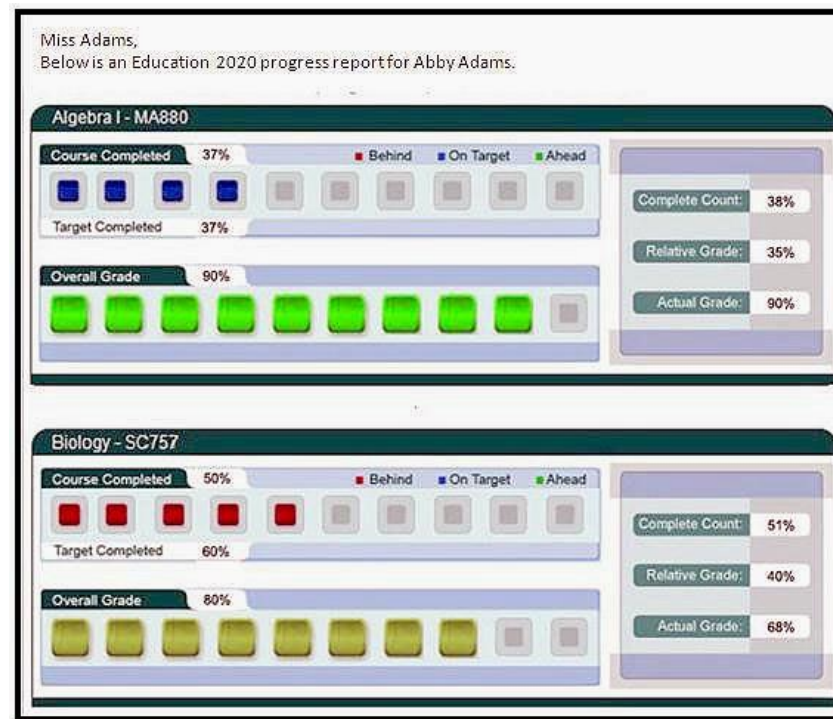 Miss Adams,
Below is an Education 2020 progress report for Abby Adams.
Algebra I - MA880
Course Completed 37% Behind On Target Ahead
Target Completed 37%
Overall Grade 90%
Complete Count: 38%
Relative Grade: 35%
Actual Grade: 90%
Biology - SC757
Course Completed 50% Behind On Target Ahead
Target Completed 60%
Overall Grade 80%
Complete Count: 51%
Relative Grade: 40%
Actual Grade: 68%